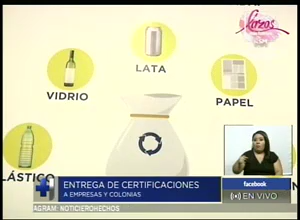 LATA
VIDRIO
PAPEL
LÁSTICO
ENTREGA DE CERTIFICACIONES
A EMPRESAS Y COLONIAS
facebook
EN VIVO
AGRAM: NOTICIEROHECHOS